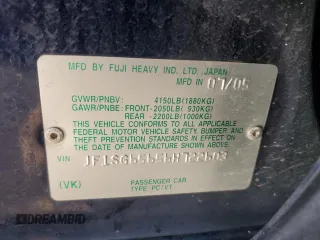 MFD BY FUJI HEAVY IND. LTD., JAPAN
07/05
GVWR/PNBV: 4150LB(1880KG)
GAWR/PNBE: FRONT-2050LB( 930KG)
REAR -2200LB(1000KG)
THIS VEHICLE CONFORMS TO ALL APPLICABLE
FEDERAL MOTOR VEHICLE SAFETY, BUMPER, AND
THEFT PREVENTION STANDARDS IN EFFECT ON
THE DATE OF MANUFACTURE SHOWN ABOVE.
VIN
(VK) PASSENGER CAR
TYPE PC/VT
DREAMBID